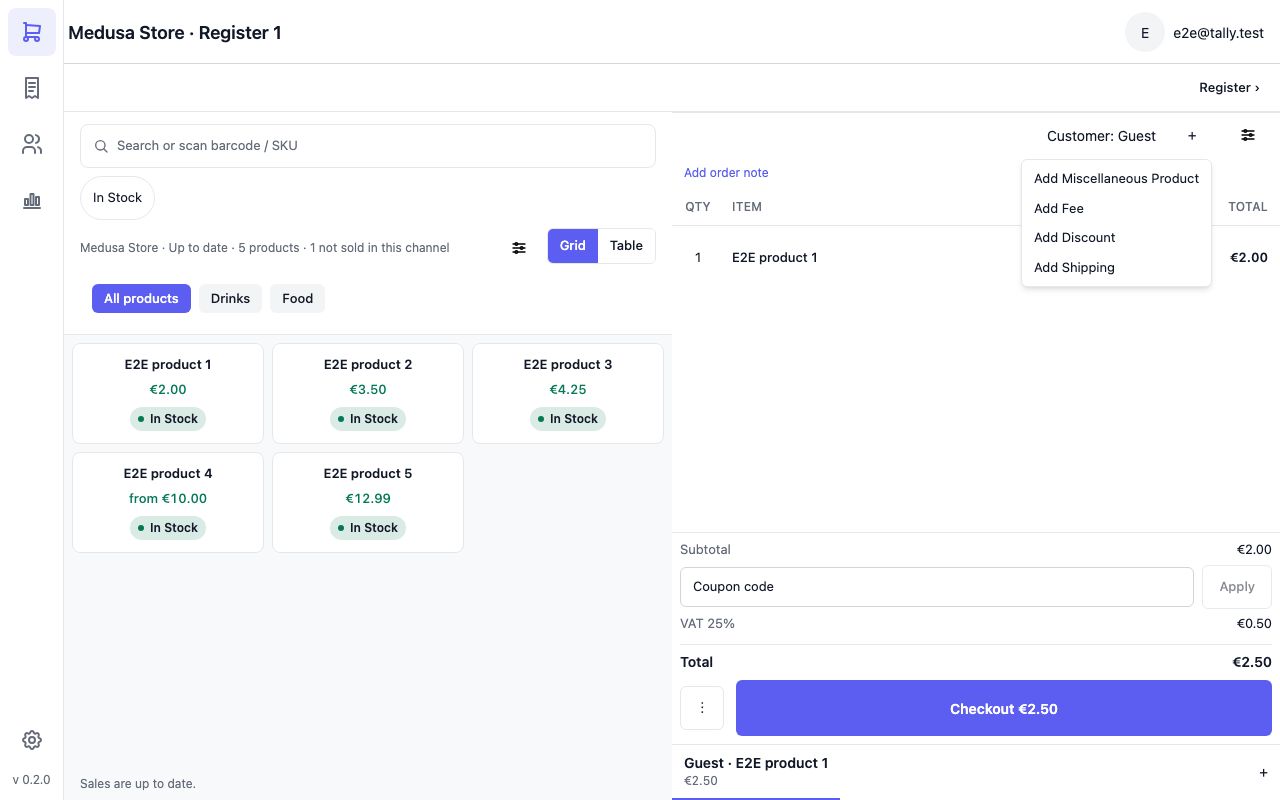 Medusa Store · Register 1
E
e2e@tally.test
Register ›
Search or scan barcode / SKU
In Stock
Medusa Store · Up to date · 5 products · 1 not sold in this channel
Grid
Table
All products
Drinks
Food
E2E product 1
€2.00
In Stock
E2E product 2
€3.50
In Stock
E2E product 3
€4.25
In Stock
E2E product 4
from €10.00
In Stock
E2E product 5
€12.99
In Stock
Sales are up to date.
v 0.2.0
Customer: Guest
+
Add order note
Add Miscellaneous Product
Add Fee
Add Discount
Add Shipping
QTY ITEM TOTAL
1 E2E product 1 €2.00
Subtotal €2.00
Coupon code
Apply
VAT 25% €0.50
Total €2.50
Checkout €2.50
Guest · E2E product 1
€2.50
+